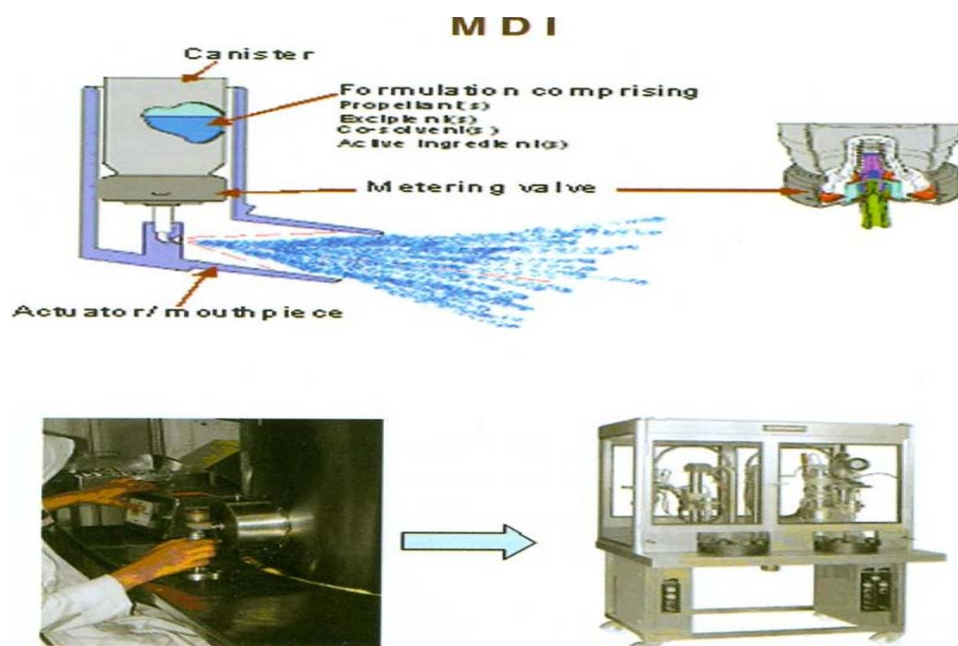 MDI
Canister
Formulation comprising
Propellant(s)
Excipient(s)
Co-solvent(s)
Active ingredient(s)
Metering valve
Actuator/mouthpiece